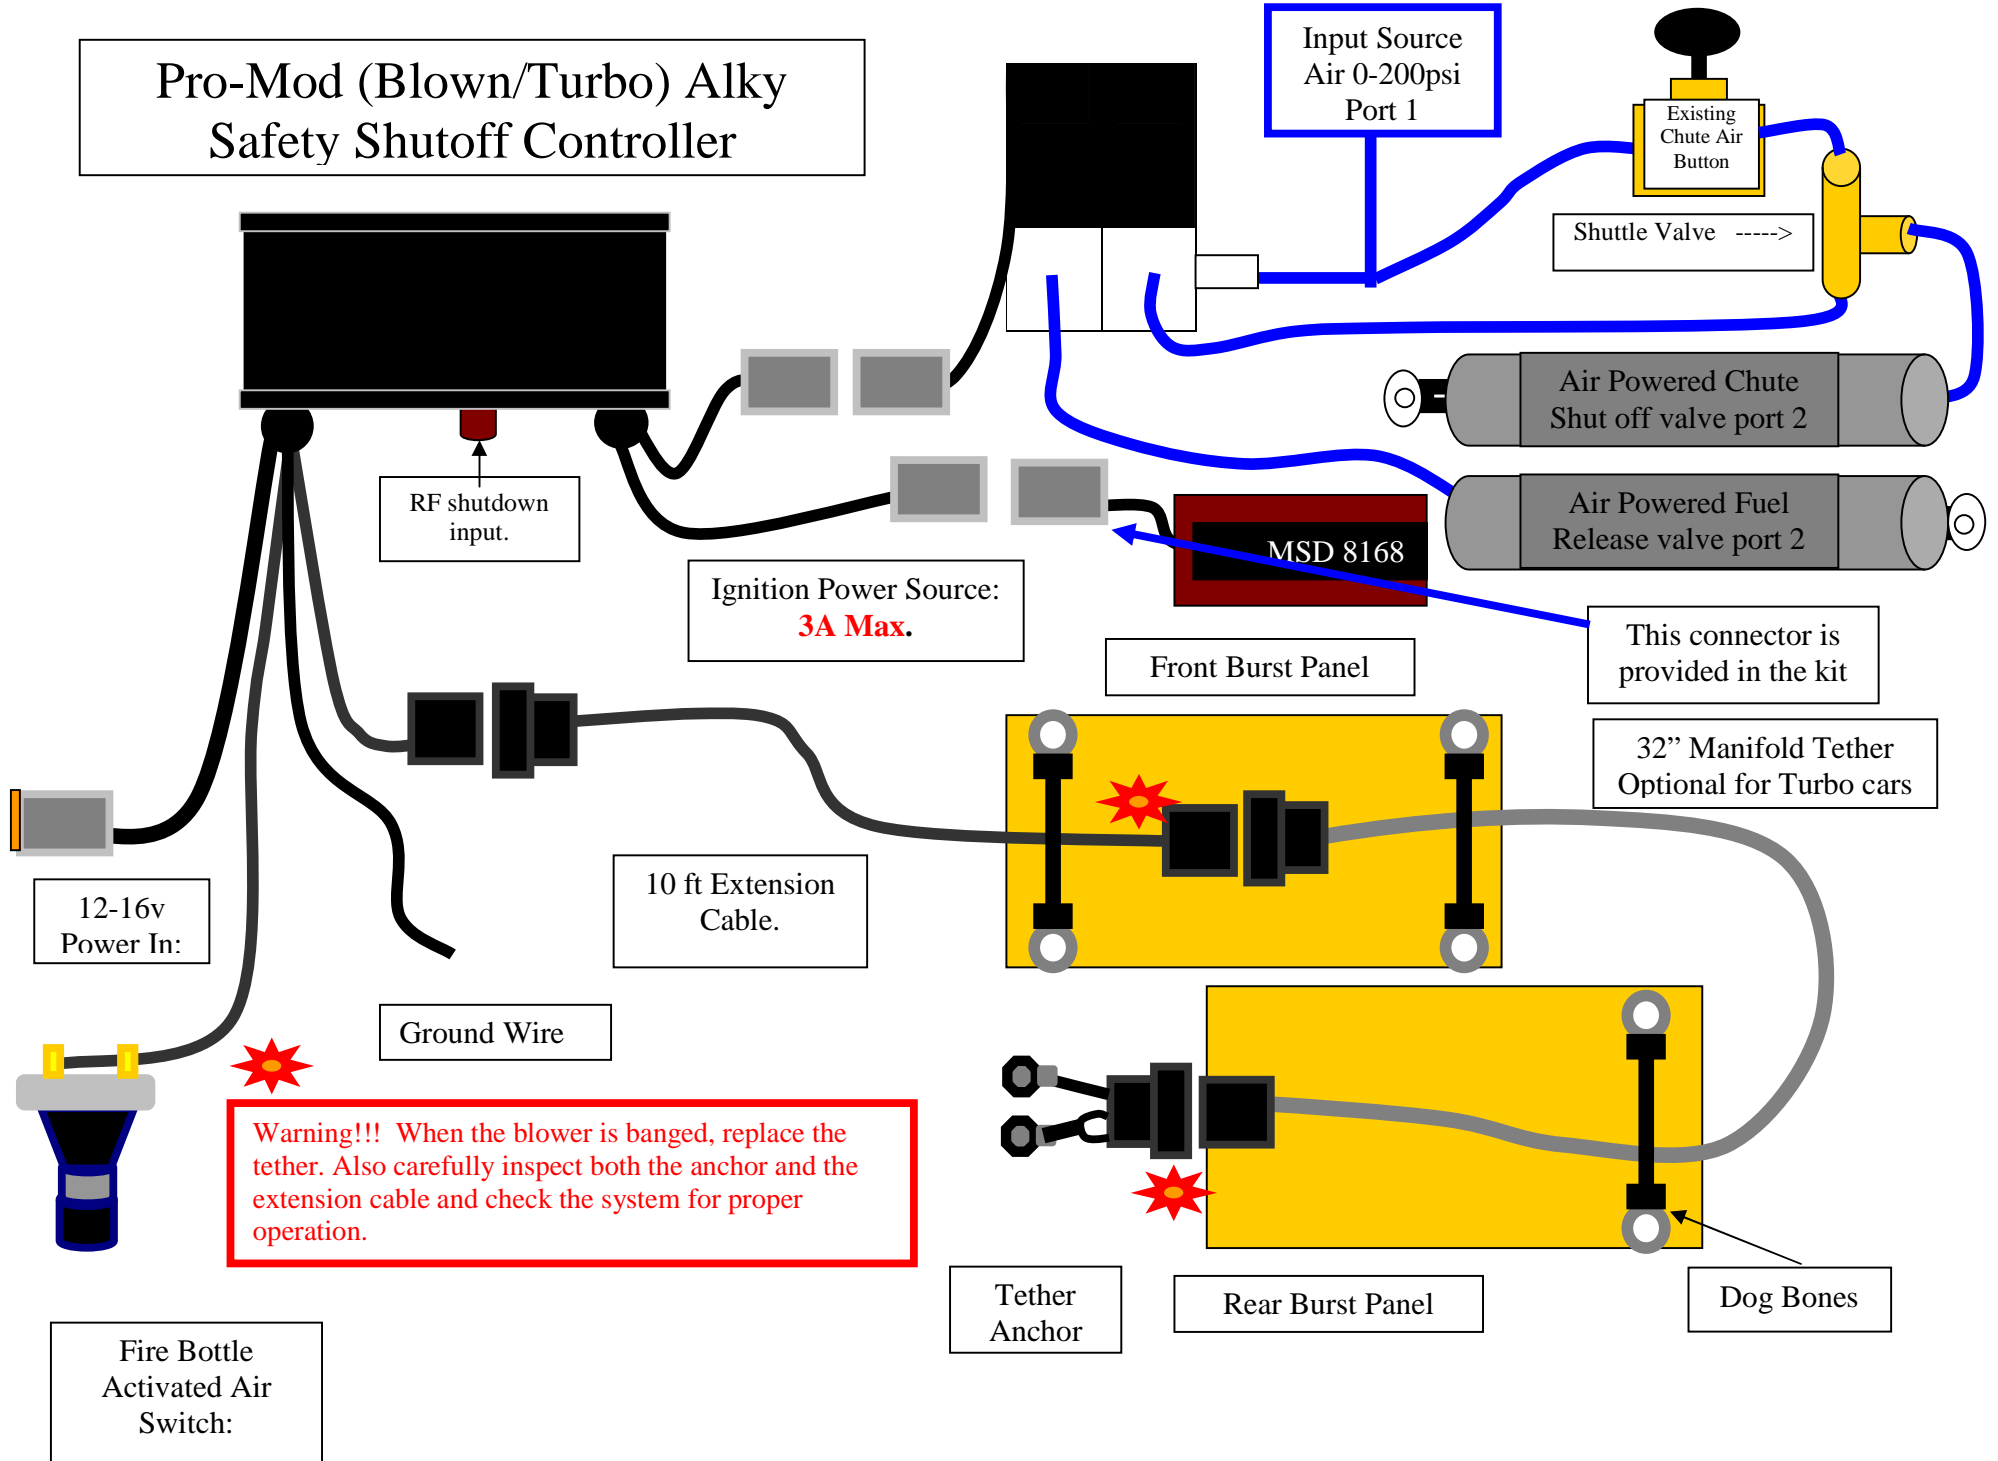 Pro-Mod (Blown/Turbo) Alky
Safety Shutoff Controller
Input Source
Air 0-200psi
Port 1
Existing
Chute Air
Button
Shuttle Valve ----->
Air Powered Chute
Shut off valve port 2
Air Powered Fuel
Release valve port 2
RF shutdown
input.
MSD 8168
Ignition Power Source:
3A Max.
This connector is
provided in the kit
Front Burst Panel
32” Manifold Tether
Optional for Turbo cars
10 ft Extension
Cable.
12-16v
Power In:
Ground Wire
Warning!!! When the blower is banged, replace the
tether. Also carefully inspect both the anchor and the
extension cable and check the system for proper
operation.
Tether
Anchor
Rear Burst Panel
Dog Bones
Fire Bottle
Activated Air
Switch: